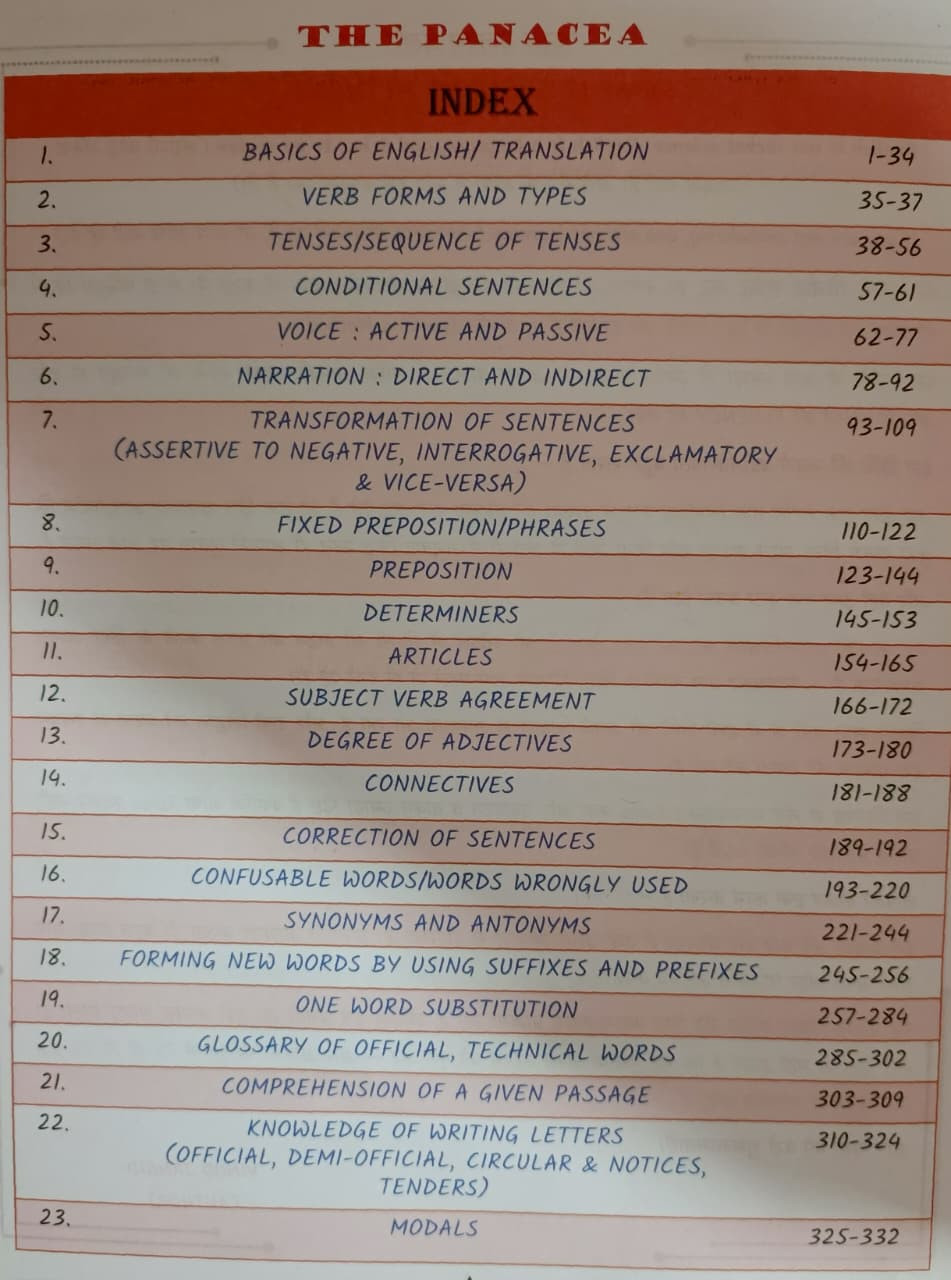 THE PANACEA
INDEX
1. BASICS OF ENGLISH/ TRANSLATION 1-34
2. VERB FORMS AND TYPES 35-37
3. TENSES/SEQUENCE OF TENSES 38-56
4. CONDITIONAL SENTENCES 57-61
5. VOICE : ACTIVE AND PASSIVE 62-77
6. NARRATION : DIRECT AND INDIRECT 78-92
7. TRANSFORMATION OF SENTENCES 93-109
(ASSERTIVE TO NEGATIVE, INTERROGATIVE, EXCLAMATORY
& VICE-VERSA)
8. FIXED PREPOSITION/PHRASES 110-122
9. PREPOSITION 123-144
10. DETERMINERS 145-153
11. ARTICLES 154-165
12. SUBJECT VERB AGREEMENT 166-172
13. DEGREE OF ADJECTIVES 173-180
14. CONNECTIVES 181-188
15. CORRECTION OF SENTENCES 189-192
16. CONFUSABLE WORDS/WORDS WRONGLY USED 193-220
17. SYNONYMS AND ANTONYMS 221-244
18. FORMING NEW WORDS BY USING SUFFIXES AND PREFIXES 245-256
19. ONE WORD SUBSTITUTION 257-284
20. GLOSSARY OF OFFICIAL, TECHNICAL WORDS 285-302
21. COMPREHENSION OF A GIVEN PASSAGE 303-309
22. KNOWLEDGE OF WRITING LETTERS 310-324
(OFFICIAL, DEMI-OFFICIAL, CIRCULAR & NOTICES,
TENDERS)
23. MODALS 325-332